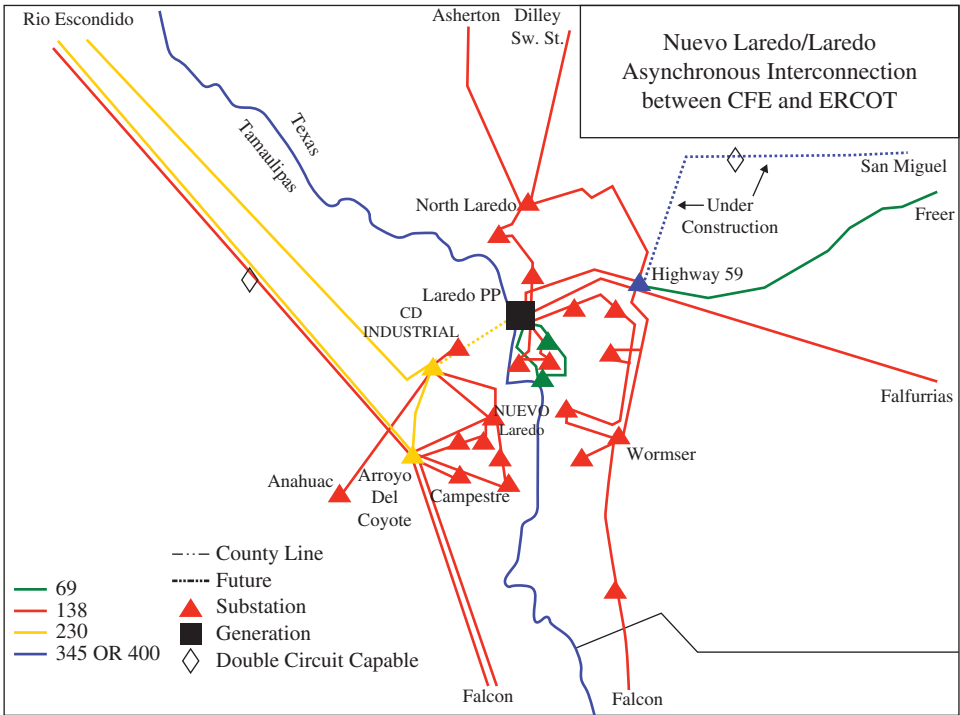 Rio Escondido
Asherton
Dilley
Sw. St.
Nuevo Laredo/Laredo
Asynchronous Interconnection
between CFE and ERCOT
Texas
Tamaulipas
San Miguel
North Laredo
Under
Construction
Freer
Highway 59
Laredo PP
CD
INDUSTRIAL
Falfurrias
NUEVO
Laredo
Wormser
Anahuac
Arroyo
Del
Coyote
Campestre
County Line
Future
Substation
Generation
Double Circuit Capable
69
138
230
345 OR 400
Falcon
Falcon